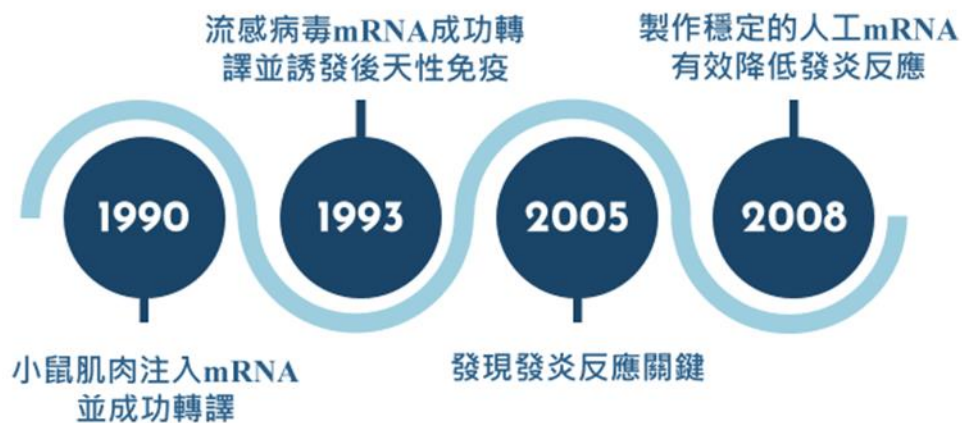 流感病毒mRNA成功轉
譯並誘發後天性免疫
製作穩定的人工mRNA
有效降低發炎反應
1990
1993
2005
2008
小鼠肌肉注入mRNA
並成功轉譯
發現發炎反應關鍵